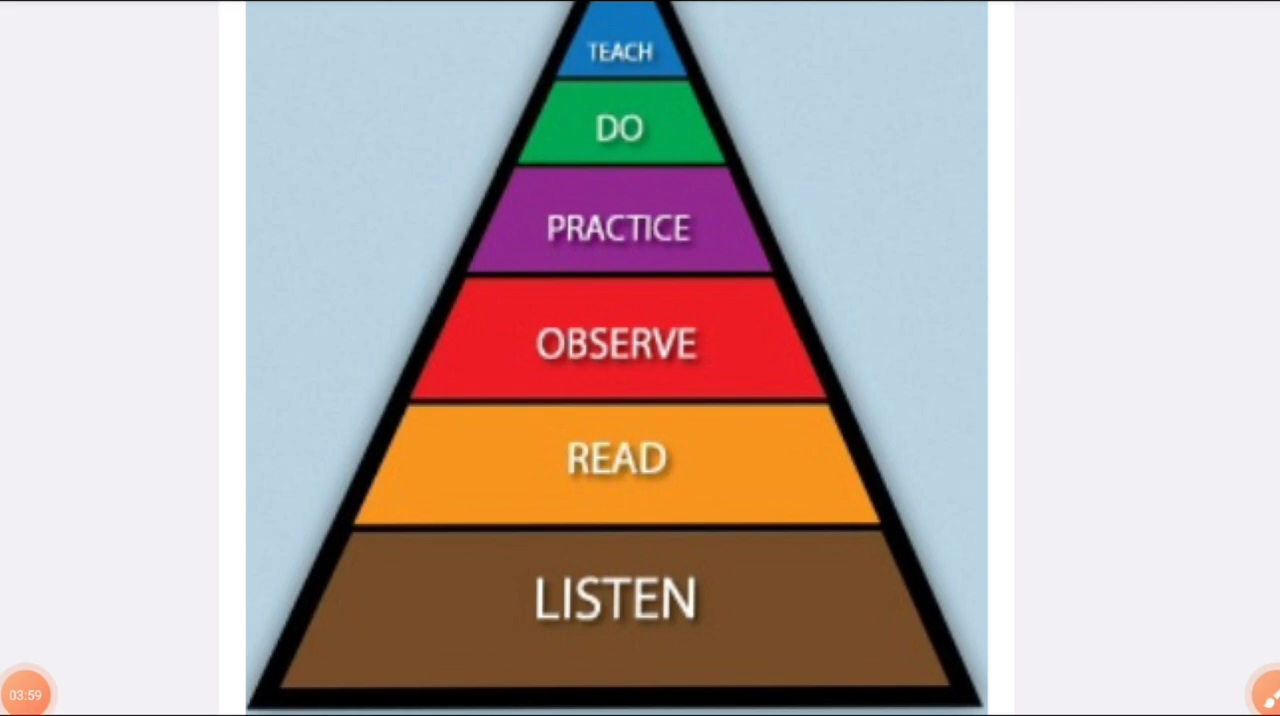 TEACH
DO
PRACTICE
OBSERVE
READ
LISTEN
03:59